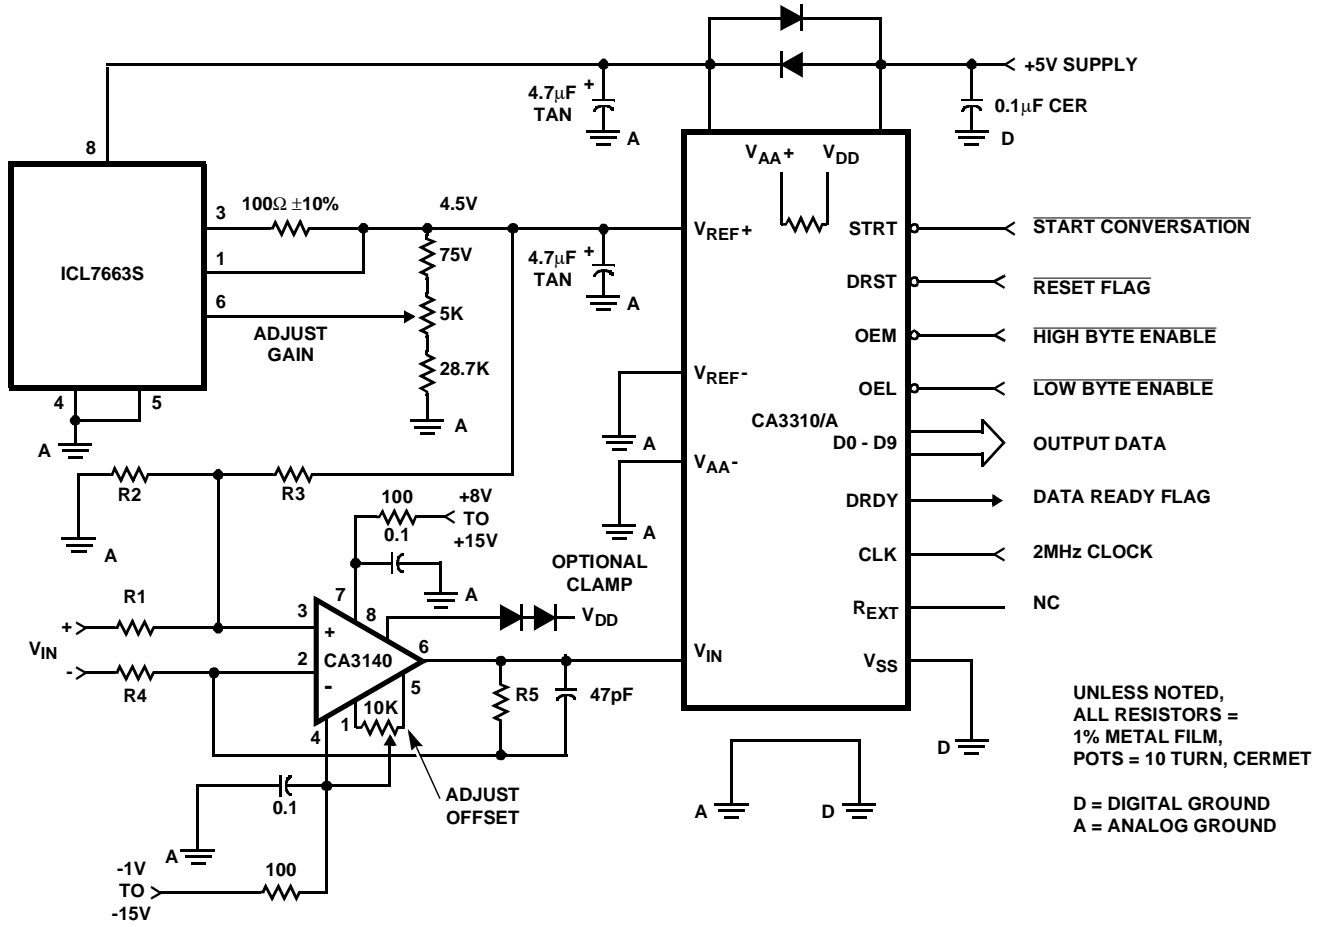 +5V SUPPLY
4.7μF
TAN
+
A
0.1μF CER
D
8
ICL7663S
3
100Ω ±10%
4.5V
1
6
ADJUST
GAIN
75V
5K
28.7K
A
4.7μF
TAN
+
A
4
5
A
VAA+
VDD
VREF+
VREF-
VAA-
VIN
CA3310/A
STRT
DRST
OEM
OEL
D0 - D9
DRDY
CLK
REXT
VSS
START CONVERSATION
RESET FLAG
HIGH BYTE ENABLE
LOW BYTE ENABLE
OUTPUT DATA
DATA READY FLAG
2MHz CLOCK
NC
A
A
D
R2
R3
A
100
+8V
TO
+15V
0.1
A
OPTIONAL
CLAMP
VDD
R1
+
VIN
-
R4
7
8
3
+
2
-
CA3140
6
5
1
4
10K
R5
47pF
0.1
A
ADJUST
OFFSET
-1V
TO
-15V
100
A
D
UNLESS NOTED,
ALL RESISTORS =
1% METAL FILM,
POTS = 10 TURN, CERMET
D = DIGITAL GROUND
A = ANALOG GROUND